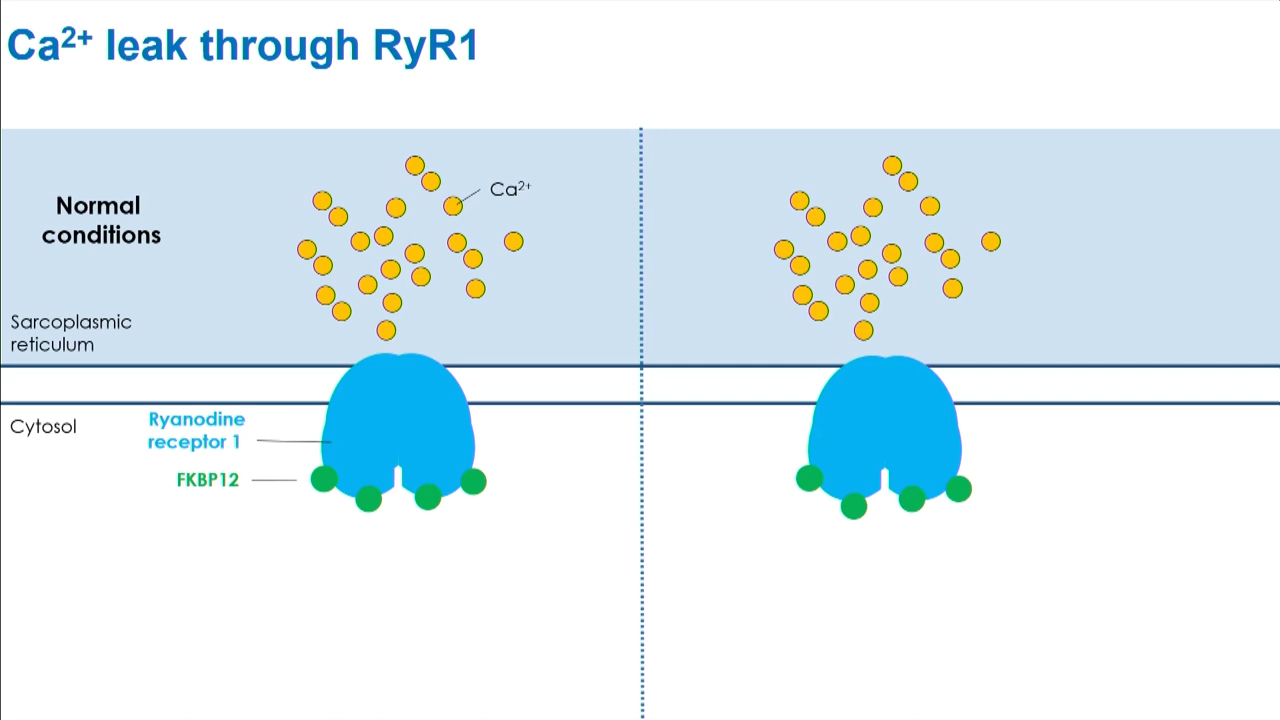 Ca²⁺ leak through RyR1
Ca²⁺
Normal
conditions
Sarcoplasmic
reticulum
Cytosol
Ryanodine
receptor 1
FKBP12